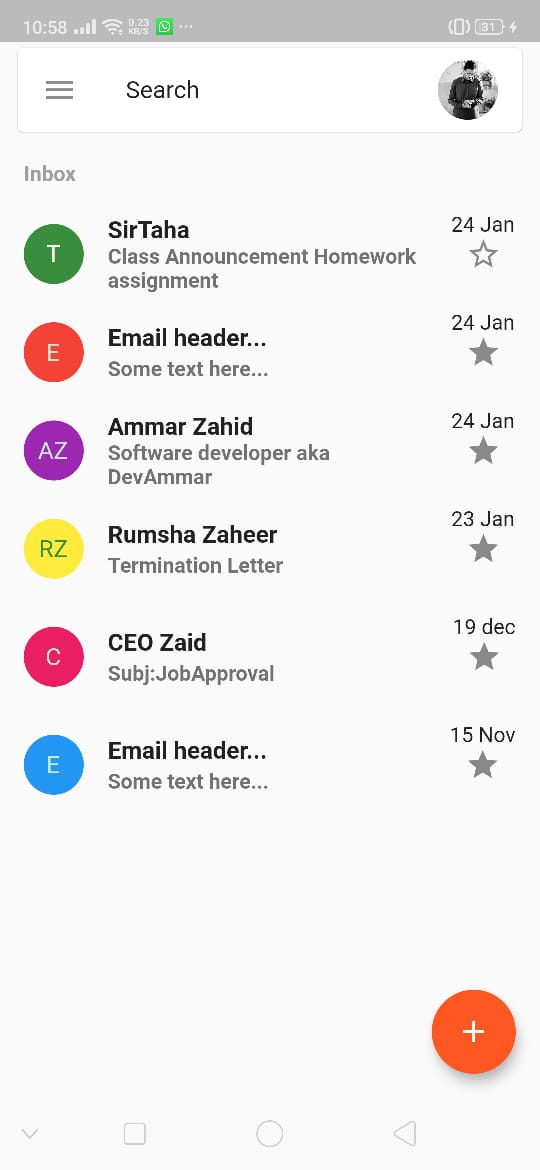 10:58 0.23 KB/S ... 31
Search
Inbox
T SirTaha 24 Jan
Class Announcement Homework
assignment
E Email header... 24 Jan
Some text here...
AZ Ammar Zahid 24 Jan
Software developer aka
DevAmmar
RZ Rumsha Zaheer 23 Jan
Termination Letter
C CEO Zaid 19 dec
Subj:JobApproval
E Email header... 15 Nov
Some text here...
+